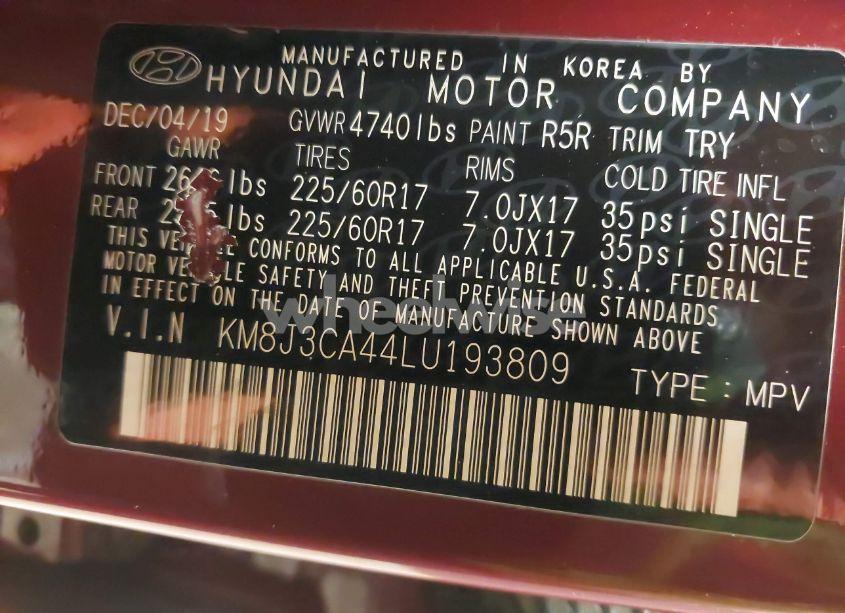 MANUFACTURED IN KOREA BY
HYUNDAI MOTOR COMPANY
DEC/04/19 GVWR 4740lbs PAINT R5R TRIM TRY
GAWR TIRES RIMS COLD TIRE INFL
FRONT lbs 225/60R17 7.0JX17 35psi SINGLE
REAR lbs 225/60R17 7.0JX17 35psi SINGLE
THIS CONFORMS TO ALL APPLICABLE U.S.A. FEDERAL
MOTOR SAFETY AND THEFT PREVENTION STANDARDS
IN EFFECT ON THE DATE OF MANUFACTURE SHOWN ABOVE
wheelwise
V.I.N KM8J3CA44LU193809 TYPE : MPV